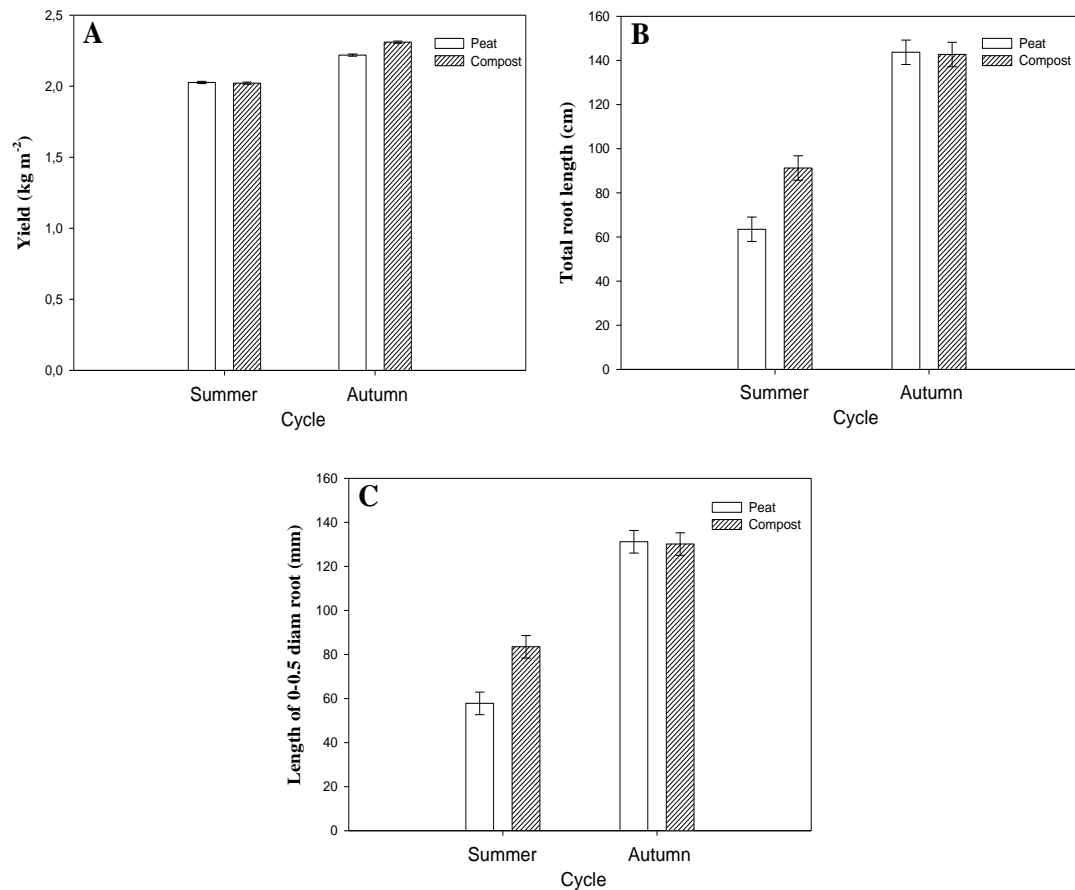 A
Peat
Compost
2,5
2,0
1,5
1,0
0,5
0,0
Yield (kg m-2)
Summer
Autumn
Cycle
B
Peat
Compost
160
140
120
100
80
60
40
20
0
Total root length (cm)
Summer
Autumn
Cycle
C
Peat
Compost
160
140
120
100
80
60
40
20
0
Length of 0-0.5 diam root (mm)
Summer
Autumn
Cycle